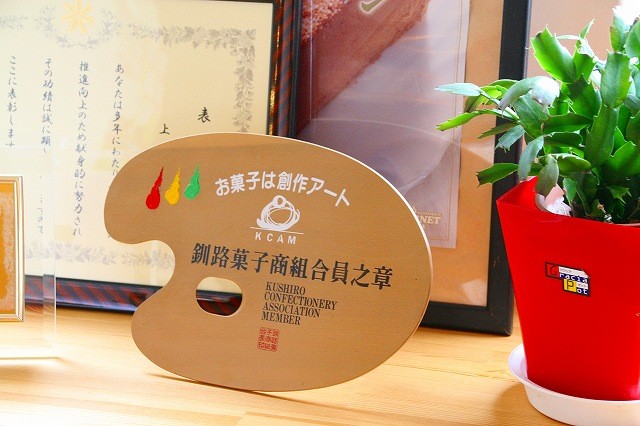 表
あなたは多年にわたり
推進向上のため献身的に努力され
その功績は誠に顕
ここに表彰します
お菓子は創作アート
KCAM
釧路菓子商組合員之章
KUSHIRO
CONFECTIONERY
ASSOCIATION
MEMBER
Gracia
Pot